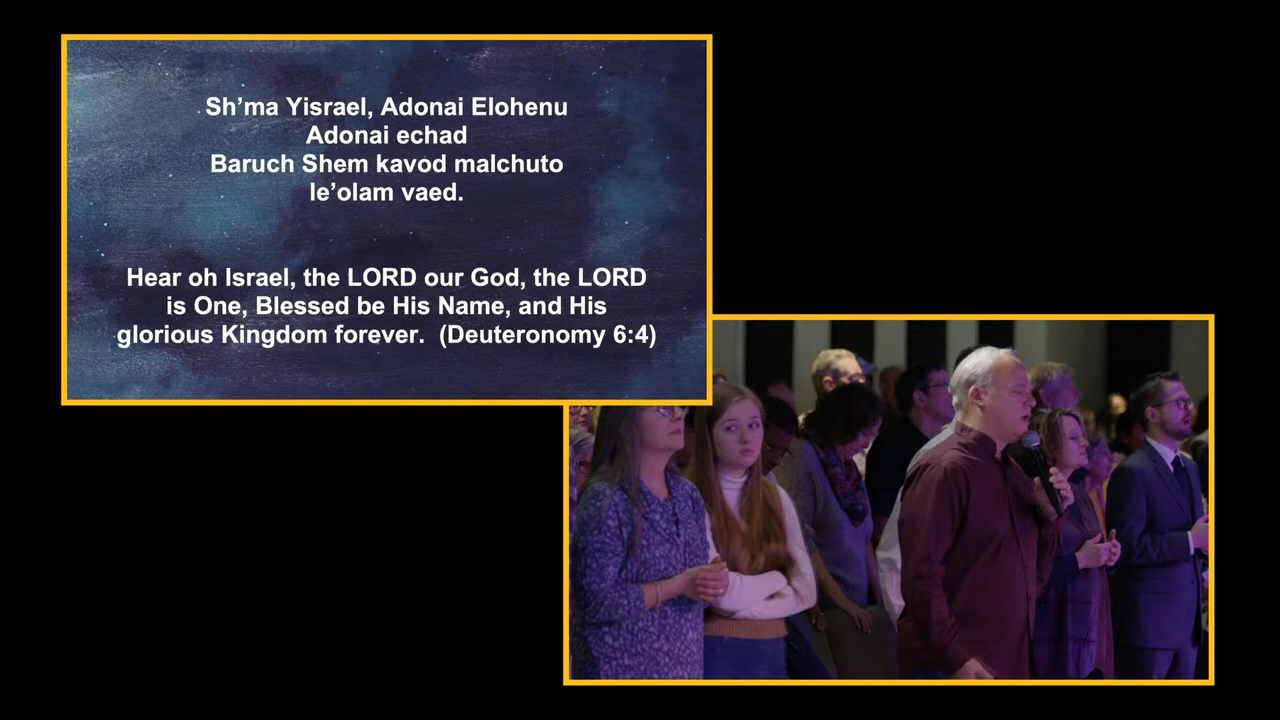 Sh’ma Yisrael, Adonai Elohenu
Adonai echad
Baruch Shem kavod malchuto
le’olam vaed.
Hear oh Israel, the LORD our God, the LORD
is One, Blessed be His Name, and His
glorious Kingdom forever.  (Deuteronomy 6:4)